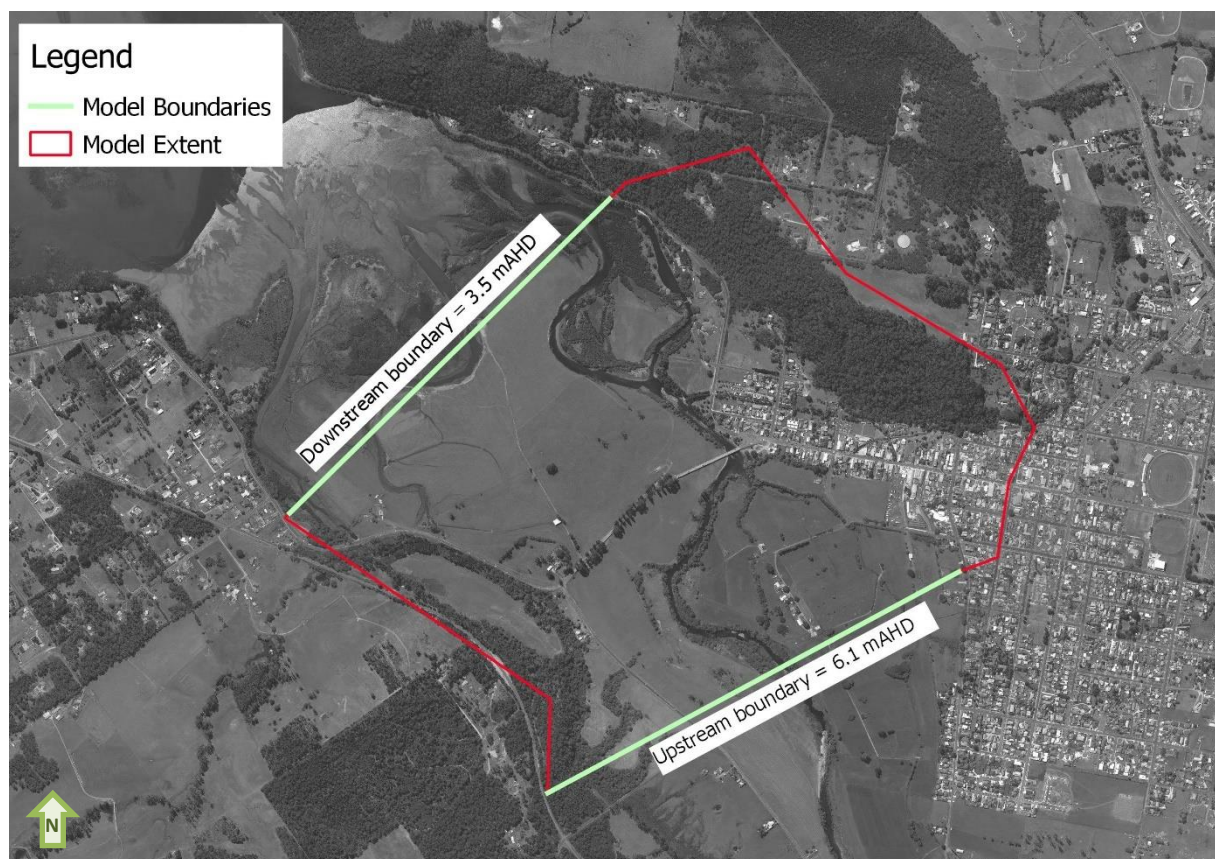 Legend
Model Boundaries
Model Extent
Downstream boundary = 3.5 mAHD
Upstream boundary = 6.1 mAHD
N